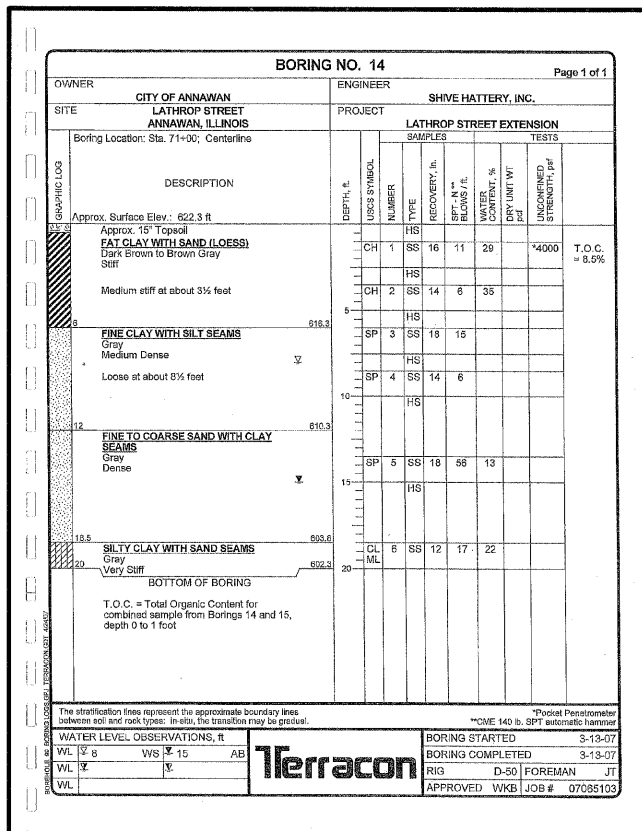 BORING NO. 14
Page 1 of 1
OWNER
CITY OF ANNAWAN
ENGINEER
SHIVE HATTERY, INC.
SITE
LATHROP STREET
ANNAWAN, ILLINOIS
PROJECT
LATHROP STREET EXTENSION
Boring Location: Sta. 71+00; Centerline
SAMPLES
TESTS
GRAPHIC LOG
DESCRIPTION
DEPTH, ft.
USCS SYMBOL
NUMBER
TYPE
RECOVERY, in.
SPT - N **
BLOWS / ft.
WATER
CONTENT, %
DRY UNIT WT
pcf
UNCONFINED
STRENGTH, psf
Approx. Surface Elev.: 622.3 ft
Approx. 15" Topsoil
HS
FAT CLAY WITH SAND (LOESS)
Dark Brown to Brown Gray
Stiff
CH 1 SS 16 11 29 *4000 T.O.C.
= 8.5%
HS
Medium stiff at about 3½ feet
CH 2 SS 14 6 35
5
HS
6 616.3
FINE CLAY WITH SILT SEAMS
Gray
Medium Dense
SP 3 SS 18 15
HS
Loose at about 8½ feet
SP 4 SS 14 6
10
HS
12 610.3
FINE TO COARSE SAND WITH CLAY
SEAMS
Gray
Dense
SP 5 SS 18 56 13
15
HS
18.5 603.8
SILTY CLAY WITH SAND SEAMS
Gray
Very Stiff
CL 6 SS 12 17 22
ML
20 602.3
20
BOTTOM OF BORING
T.O.C. = Total Organic Content for
combined sample from Borings 14 and 15,
depth 0 to 1 foot
The stratification lines represent the approximate boundary lines
between soil and rock types: in-situ, the transition may be gradual.
*Pocket Penetrometer
**CME 140 lb. SPT automatic hammer
WATER LEVEL OBSERVATIONS, ft
WL 8 WS 15 AB
WL
WL
Terracon
BORING STARTED 3-13-07
BORING COMPLETED 3-13-07
RIG D-50 FOREMAN JT
APPROVED WKB JOB # 07065103